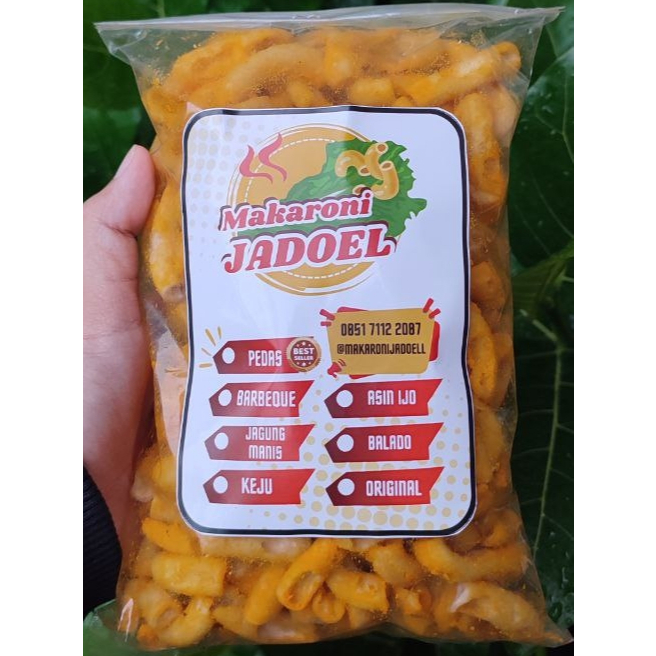 Makaroni
JADOEL
0851 7112 2087
@MAKARONIJADOELL
PEDAS
BEST
SELLER
BARBEQUE
ASIN IJO
JAGUNG
MANIS
BALADO
KEJU
ORIGINAL